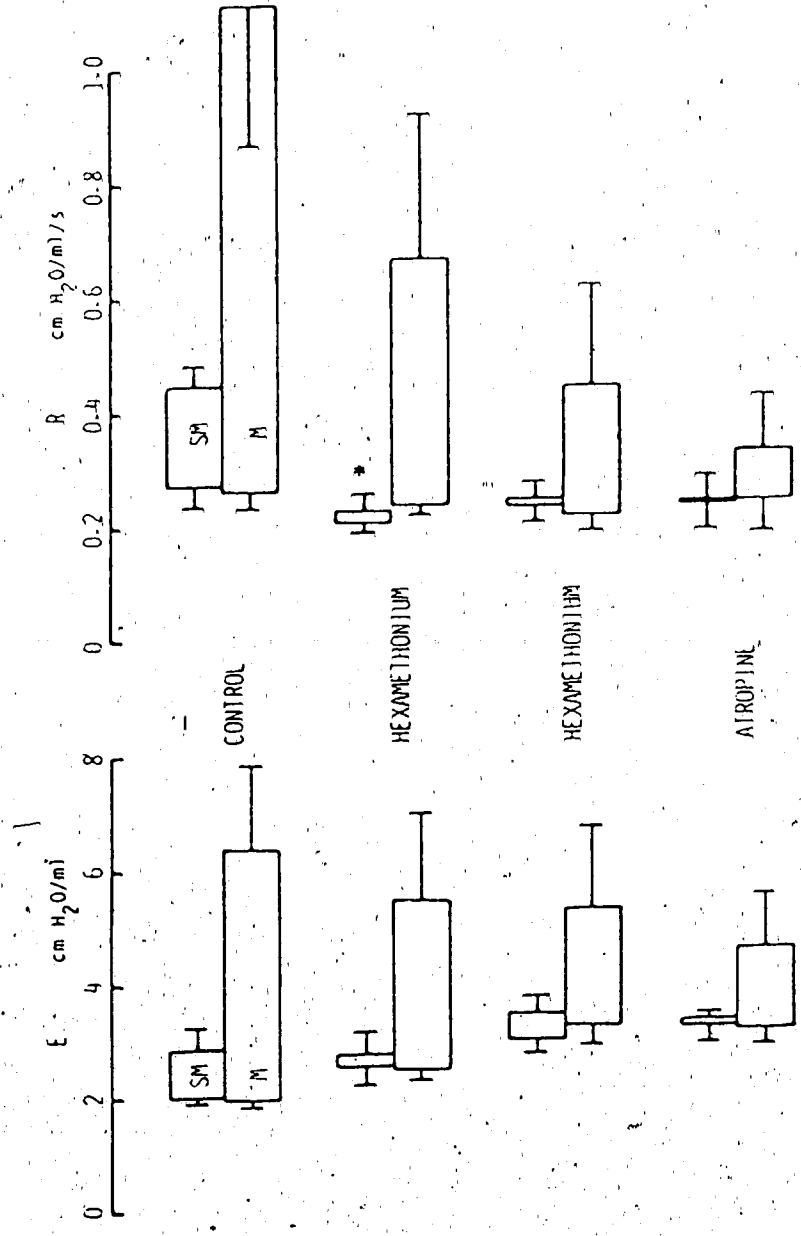 R cm H₂O/ml/s
0 0·2 0·4 0·6 0·8 1·0
SM
M
*
E cm H₂O/ml
0 2 4 6 8
SM
M
CONTROL
HEXAMETHONIUM
HEXAMETHONIUM
ATROPINE